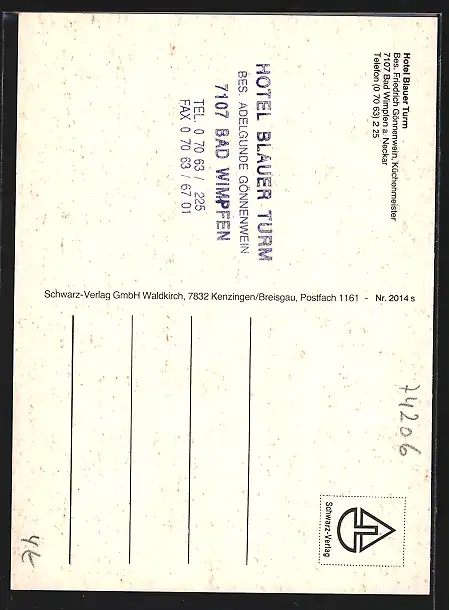 Hotel Blauer Turm
Bes. Friedrich Gönnenwein, Küchenmeister
7107 Bad Wimpfen a. Neckar
Telefon (0 70 63) 2 25
HOTEL BLAUER TURM
BES. ADELGUNDE GÖNNENWEIN
7107 BAD WIMPFEN
TEL. 0 70 63 / 225
FAX 0 70 63 / 67 01
Schwarz-Verlag GmbH Waldkirch, 7832 Kenzingen/Breisgau, Postfach 1161 - Nr. 2014 s
74206
Schwarz-Verlag